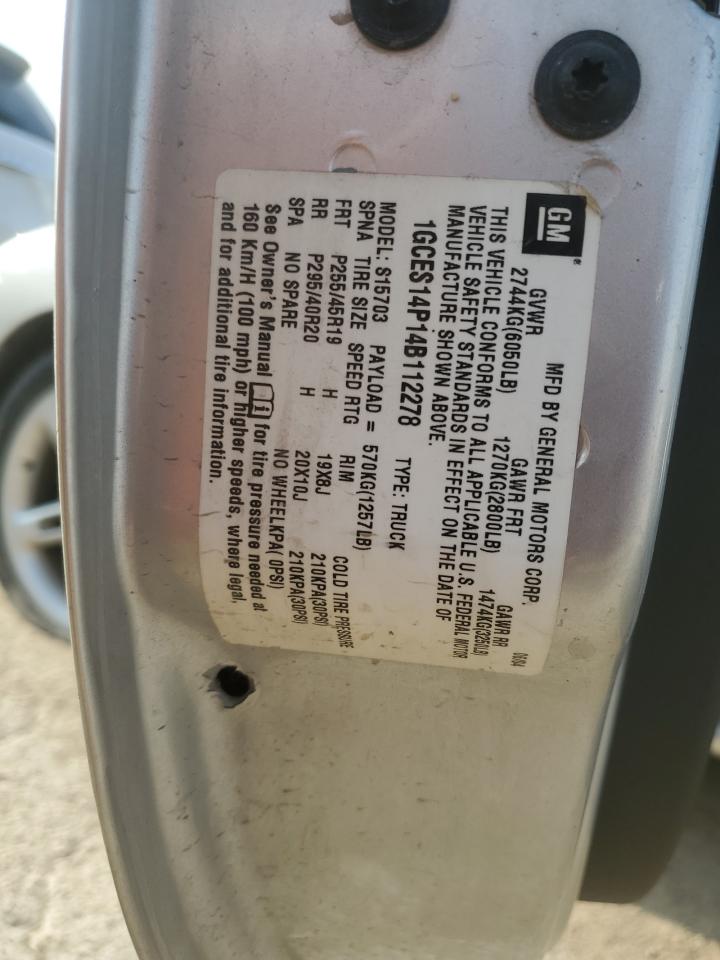 GM
MFD BY GENERAL MOTORS CORP.
06/04
GVWR GAWR FRT GAWR RR
2744KG(6050LB) 1270KG(2800LB) 1474KG(3250LB)
THIS VEHICLE CONFORMS TO ALL APPLICABLE U.S. FEDERAL MOTOR
VEHICLE SAFETY STANDARDS IN EFFECT ON THE DATE OF
MANUFACTURE SHOWN ABOVE.
1GCES14P14B112278 TYPE: TRUCK
MODEL: S15703 PAYLOAD = 570KG(1257LB)
SPNA TIRE SIZE SPEED RTG RIM COLD TIRE PRESSURE
FRT P255/45R19 H 19X8J 210KPA(30PSI)
RR P295/40R20 H 20X10J 210KPA(30PSI)
SPA NO SPARE NO WHEELKPA( 0PSI)
See Owner's Manual for tire pressure needed at
160 Km/H (100 mph) or higher speeds, where legal,
and for additional tire information.